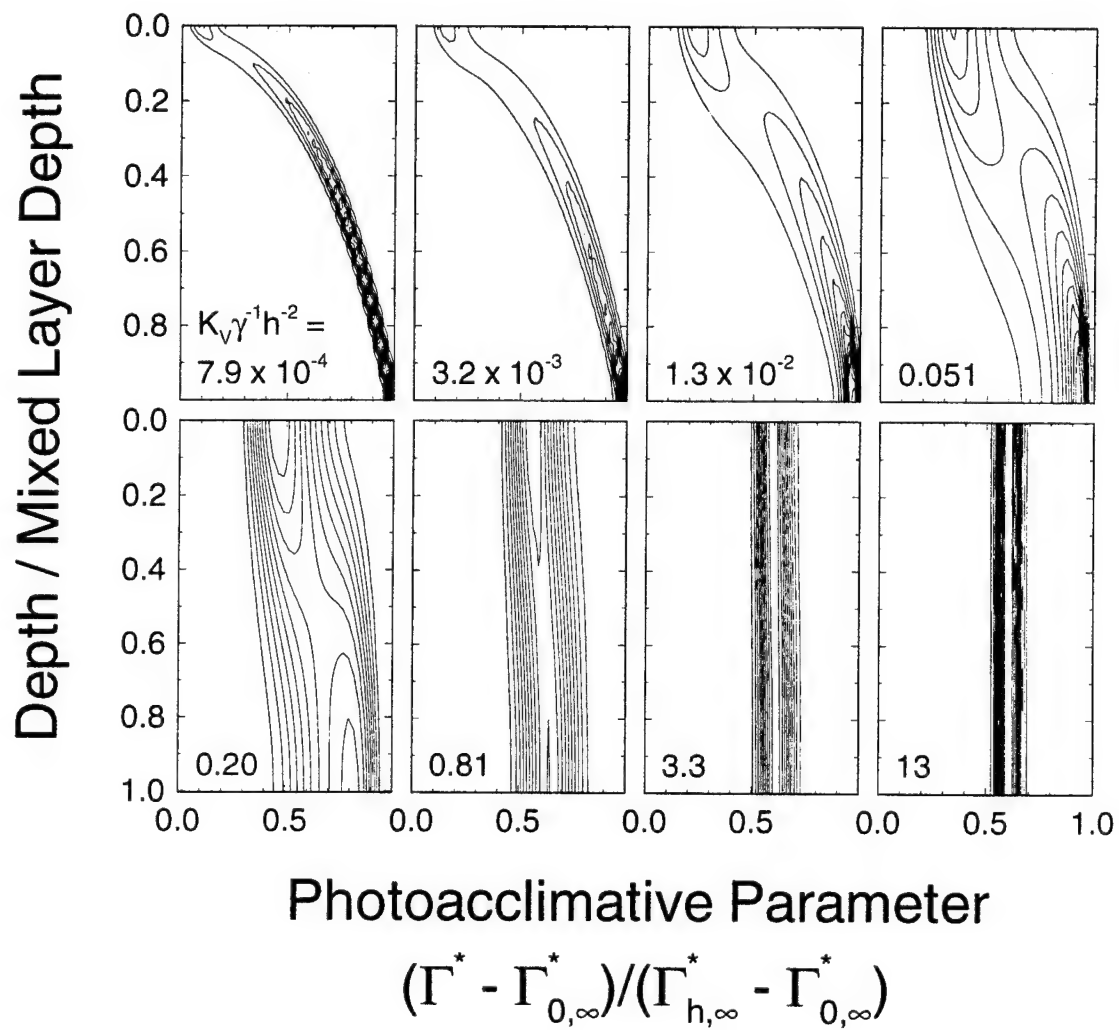 Depth / Mixed Layer Depth
0.0
0.2
0.4
0.6
0.8
K_V γ^-1 h^-2 =
7.9 x 10^-4
3.2 x 10^-3
1.3 x 10^-2
0.051
0.0
0.2
0.4
0.6
0.8
1.0
0.20
0.81
3.3
13
0.0 0.5 0.0 0.5 0.0 0.5 0.0 0.5 1.0
Photoacclimative Parameter
(Γ^* - Γ^*_0,∞)/(Γ^*_h,∞ - Γ^*_0,∞)